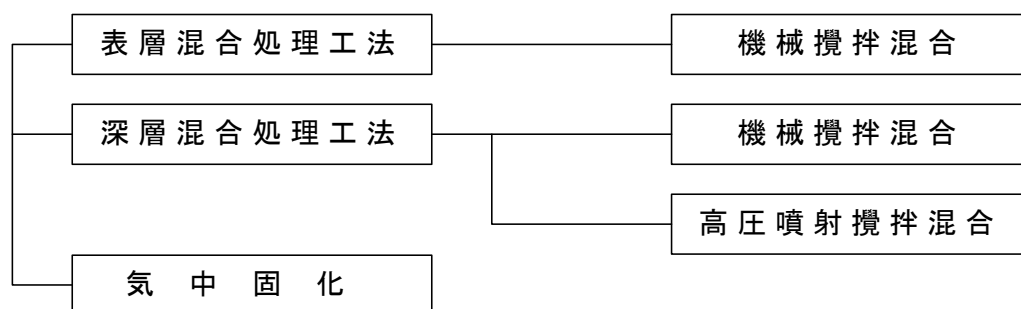 表層混合処理工法
機械攪拌混合
深層混合処理工法
機械攪拌混合
高圧噴射攪拌混合
気中固化